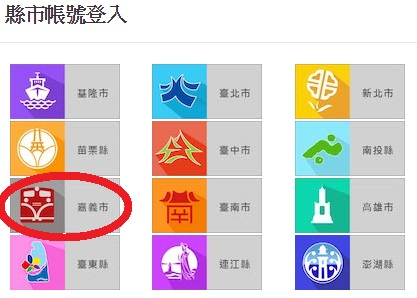 縣市帳號登入
基隆市 臺北市 新北市
苗栗縣 臺中市 南投縣
嘉義市 臺南市 高雄市
臺東縣 連江縣 澎湖縣